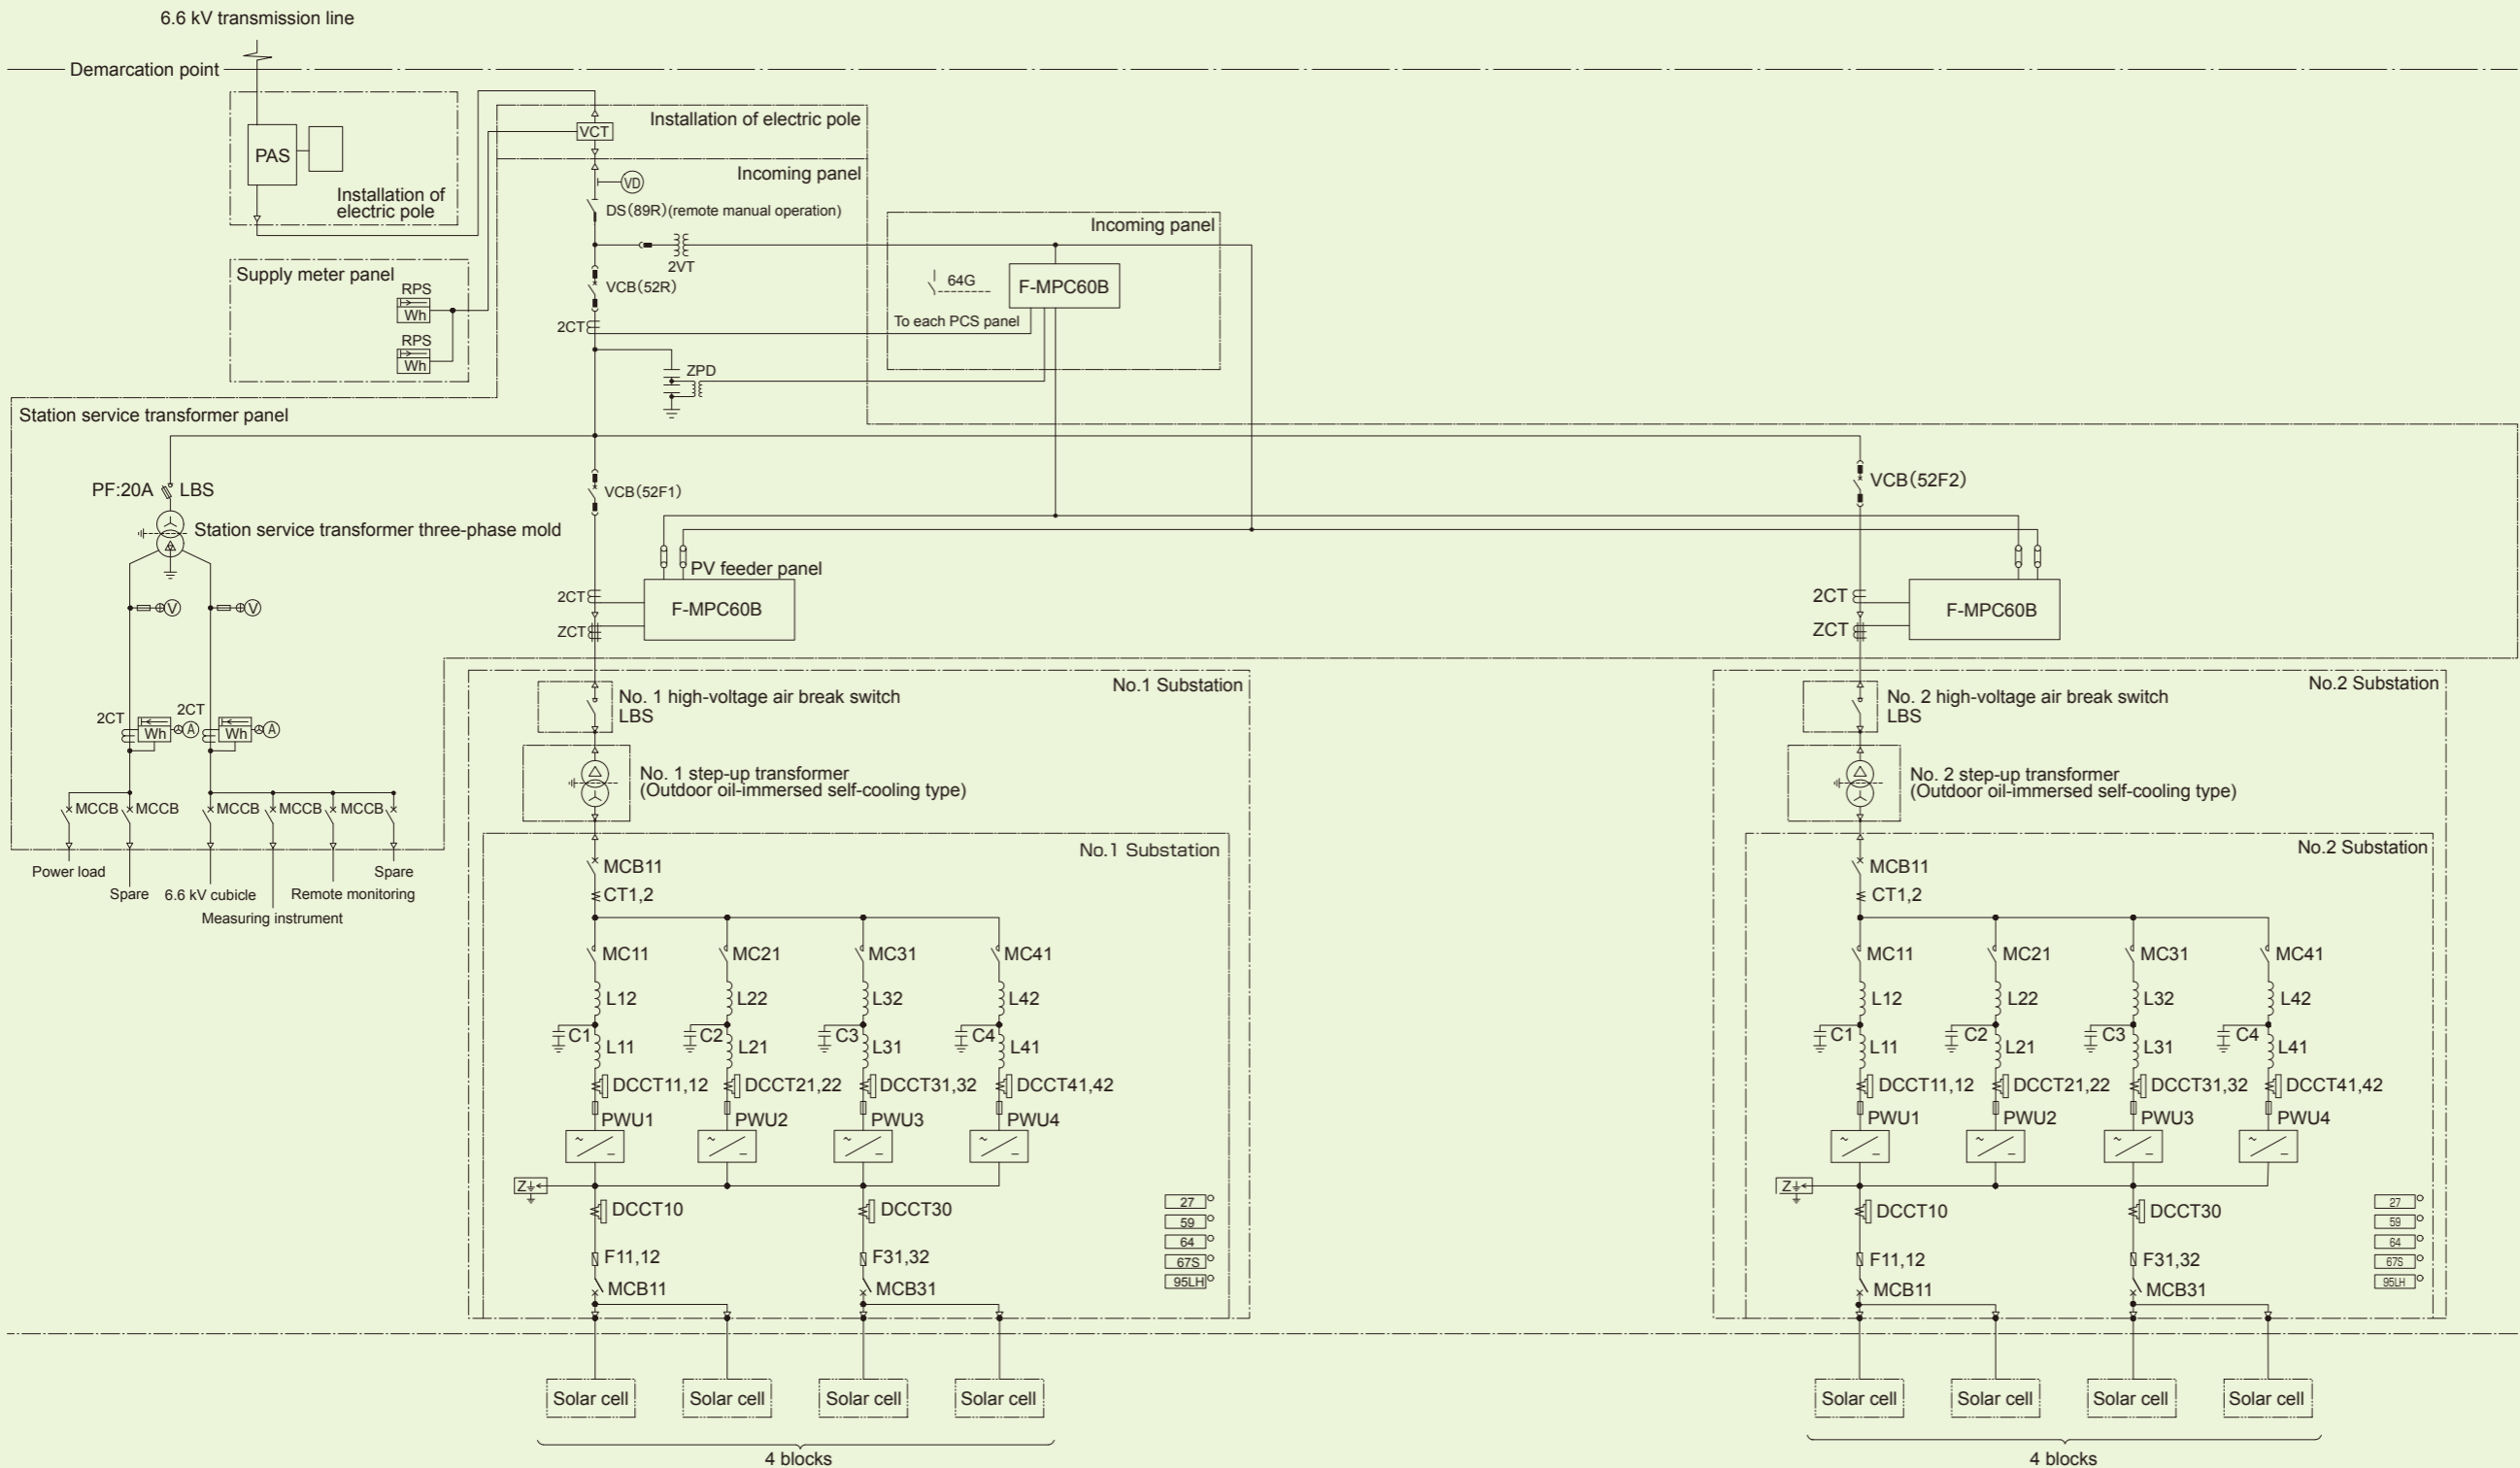 6.6 kV transmission line
Demarcation point
PAS
Installation of
electric pole
VCT
Installation of electric pole
Incoming panel
VD
DS(89R)(remote manual operation)
2VT
VCB(52R)
2CT
ZPD
Incoming panel
64G
F-MPC60B
To each PCS panel
Supply meter panel
RPS
Wh
RPS
Wh
Station service transformer panel
PF:20A
LBS
Station service transformer three-phase mold
V
V
2CT
Wh
A
2CT
Wh
A
MCCB
MCCB
MCCB
MCCB
MCCB
Power load
Spare
6.6 kV cubicle
Measuring instrument
Remote monitoring
Spare
VCB(52F1)
PV feeder panel
2CT
F-MPC60B
ZCT
VCB(52F2)
2CT
F-MPC60B
ZCT
No.1 Substation
No. 1 high-voltage air break switch
LBS
No. 1 step-up transformer
(Outdoor oil-immersed self-cooling type)
No.1 Substation
MCB11
CT1,2
MC11
MC21
MC31
MC41
L12
L22
L32
L42
C1
C2
C3
C4
L11
L21
L31
L41
DCCT11,12
DCCT21,22
DCCT31,32
DCCT41,42
PWU1
PWU2
PWU3
PWU4
Z
DCCT10
DCCT30
F11,12
F31,32
MCB11
MCB31
27
59
64
67S
95LH
Solar cell
Solar cell
Solar cell
Solar cell
4 blocks
No.2 Substation
No. 2 high-voltage air break switch
LBS
No. 2 step-up transformer
(Outdoor oil-immersed self-cooling type)
No.2 Substation
MCB11
CT1,2
MC11
MC21
MC31
MC41
L12
L22
L32
L42
C1
C2
C3
C4
L11
L21
L31
L41
DCCT11,12
DCCT21,22
DCCT31,32
DCCT41,42
PWU1
PWU2
PWU3
PWU4
Z
DCCT10
DCCT30
F11,12
F31,32
MCB11
MCB31
27
59
64
67S
95LH
Solar cell
Solar cell
Solar cell
Solar cell
4 blocks